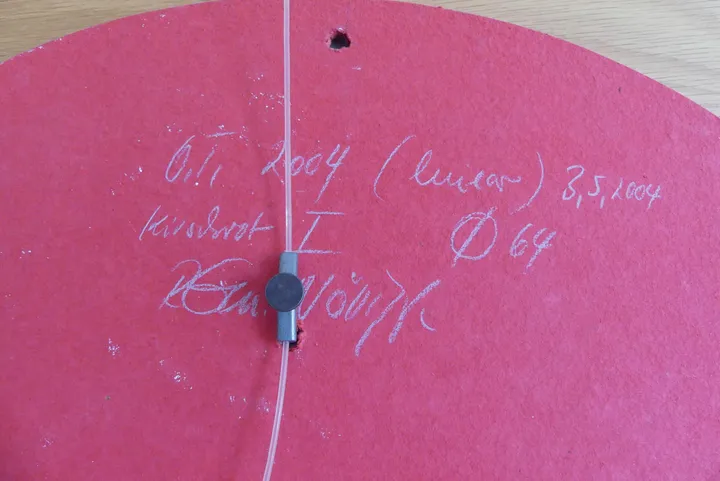 O.T. 2004 (linear) 3,5,2004
Kirschrot I Ø 64